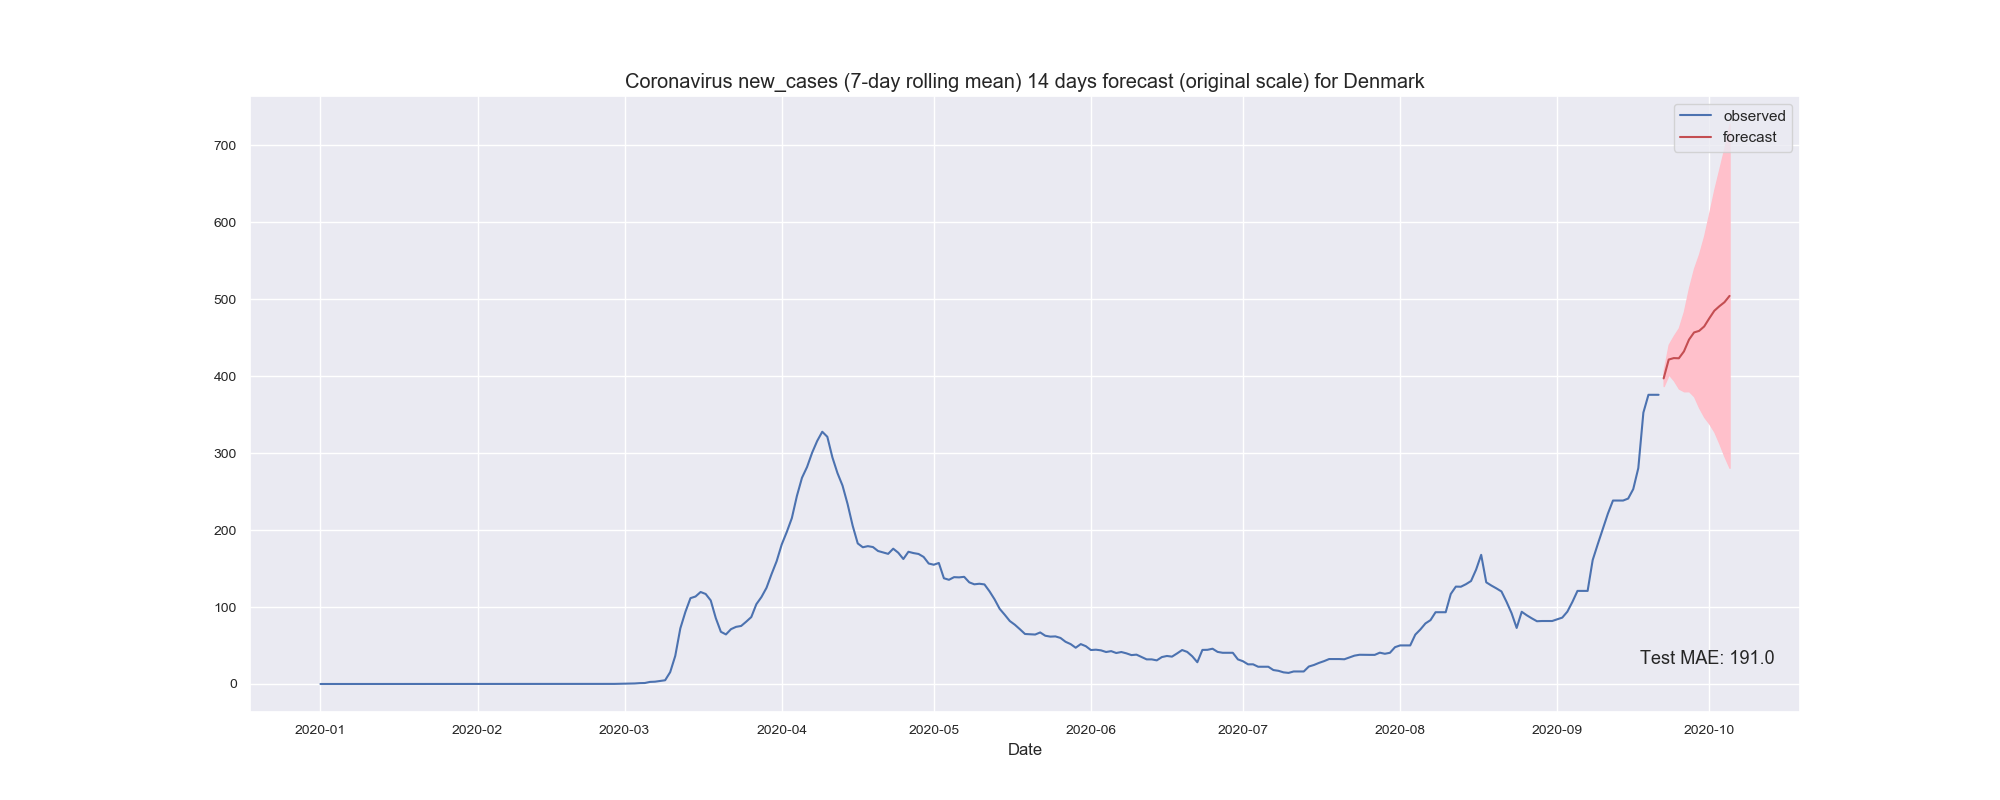 Coronavirus new_cases (7-day rolling mean) 14 days forecast (original scale) for Denmark
observed
forecast
700
600
500
400
300
200
100
0
Test MAE: 191.0
2020-01 2020-02 2020-03 2020-04 2020-05 2020-06 2020-07 2020-08 2020-09 2020-10
Date